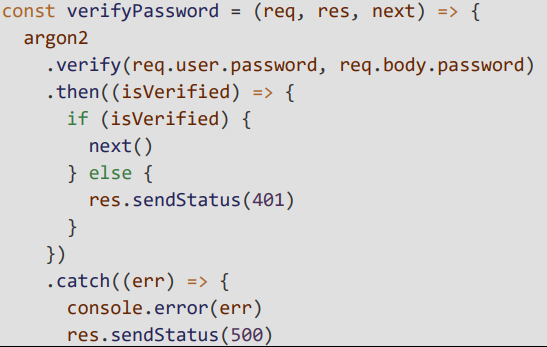 const verifyPassword = (req, res, next) => {
  argon2
    .verify(req.user.password, req.body.password)
    .then((isVerified) => {
      if (isVerified) {
        next()
      } else {
        res.sendStatus(401)
      }
    })
    .catch((err) => {
      console.error(err)
      res.sendStatus(500)